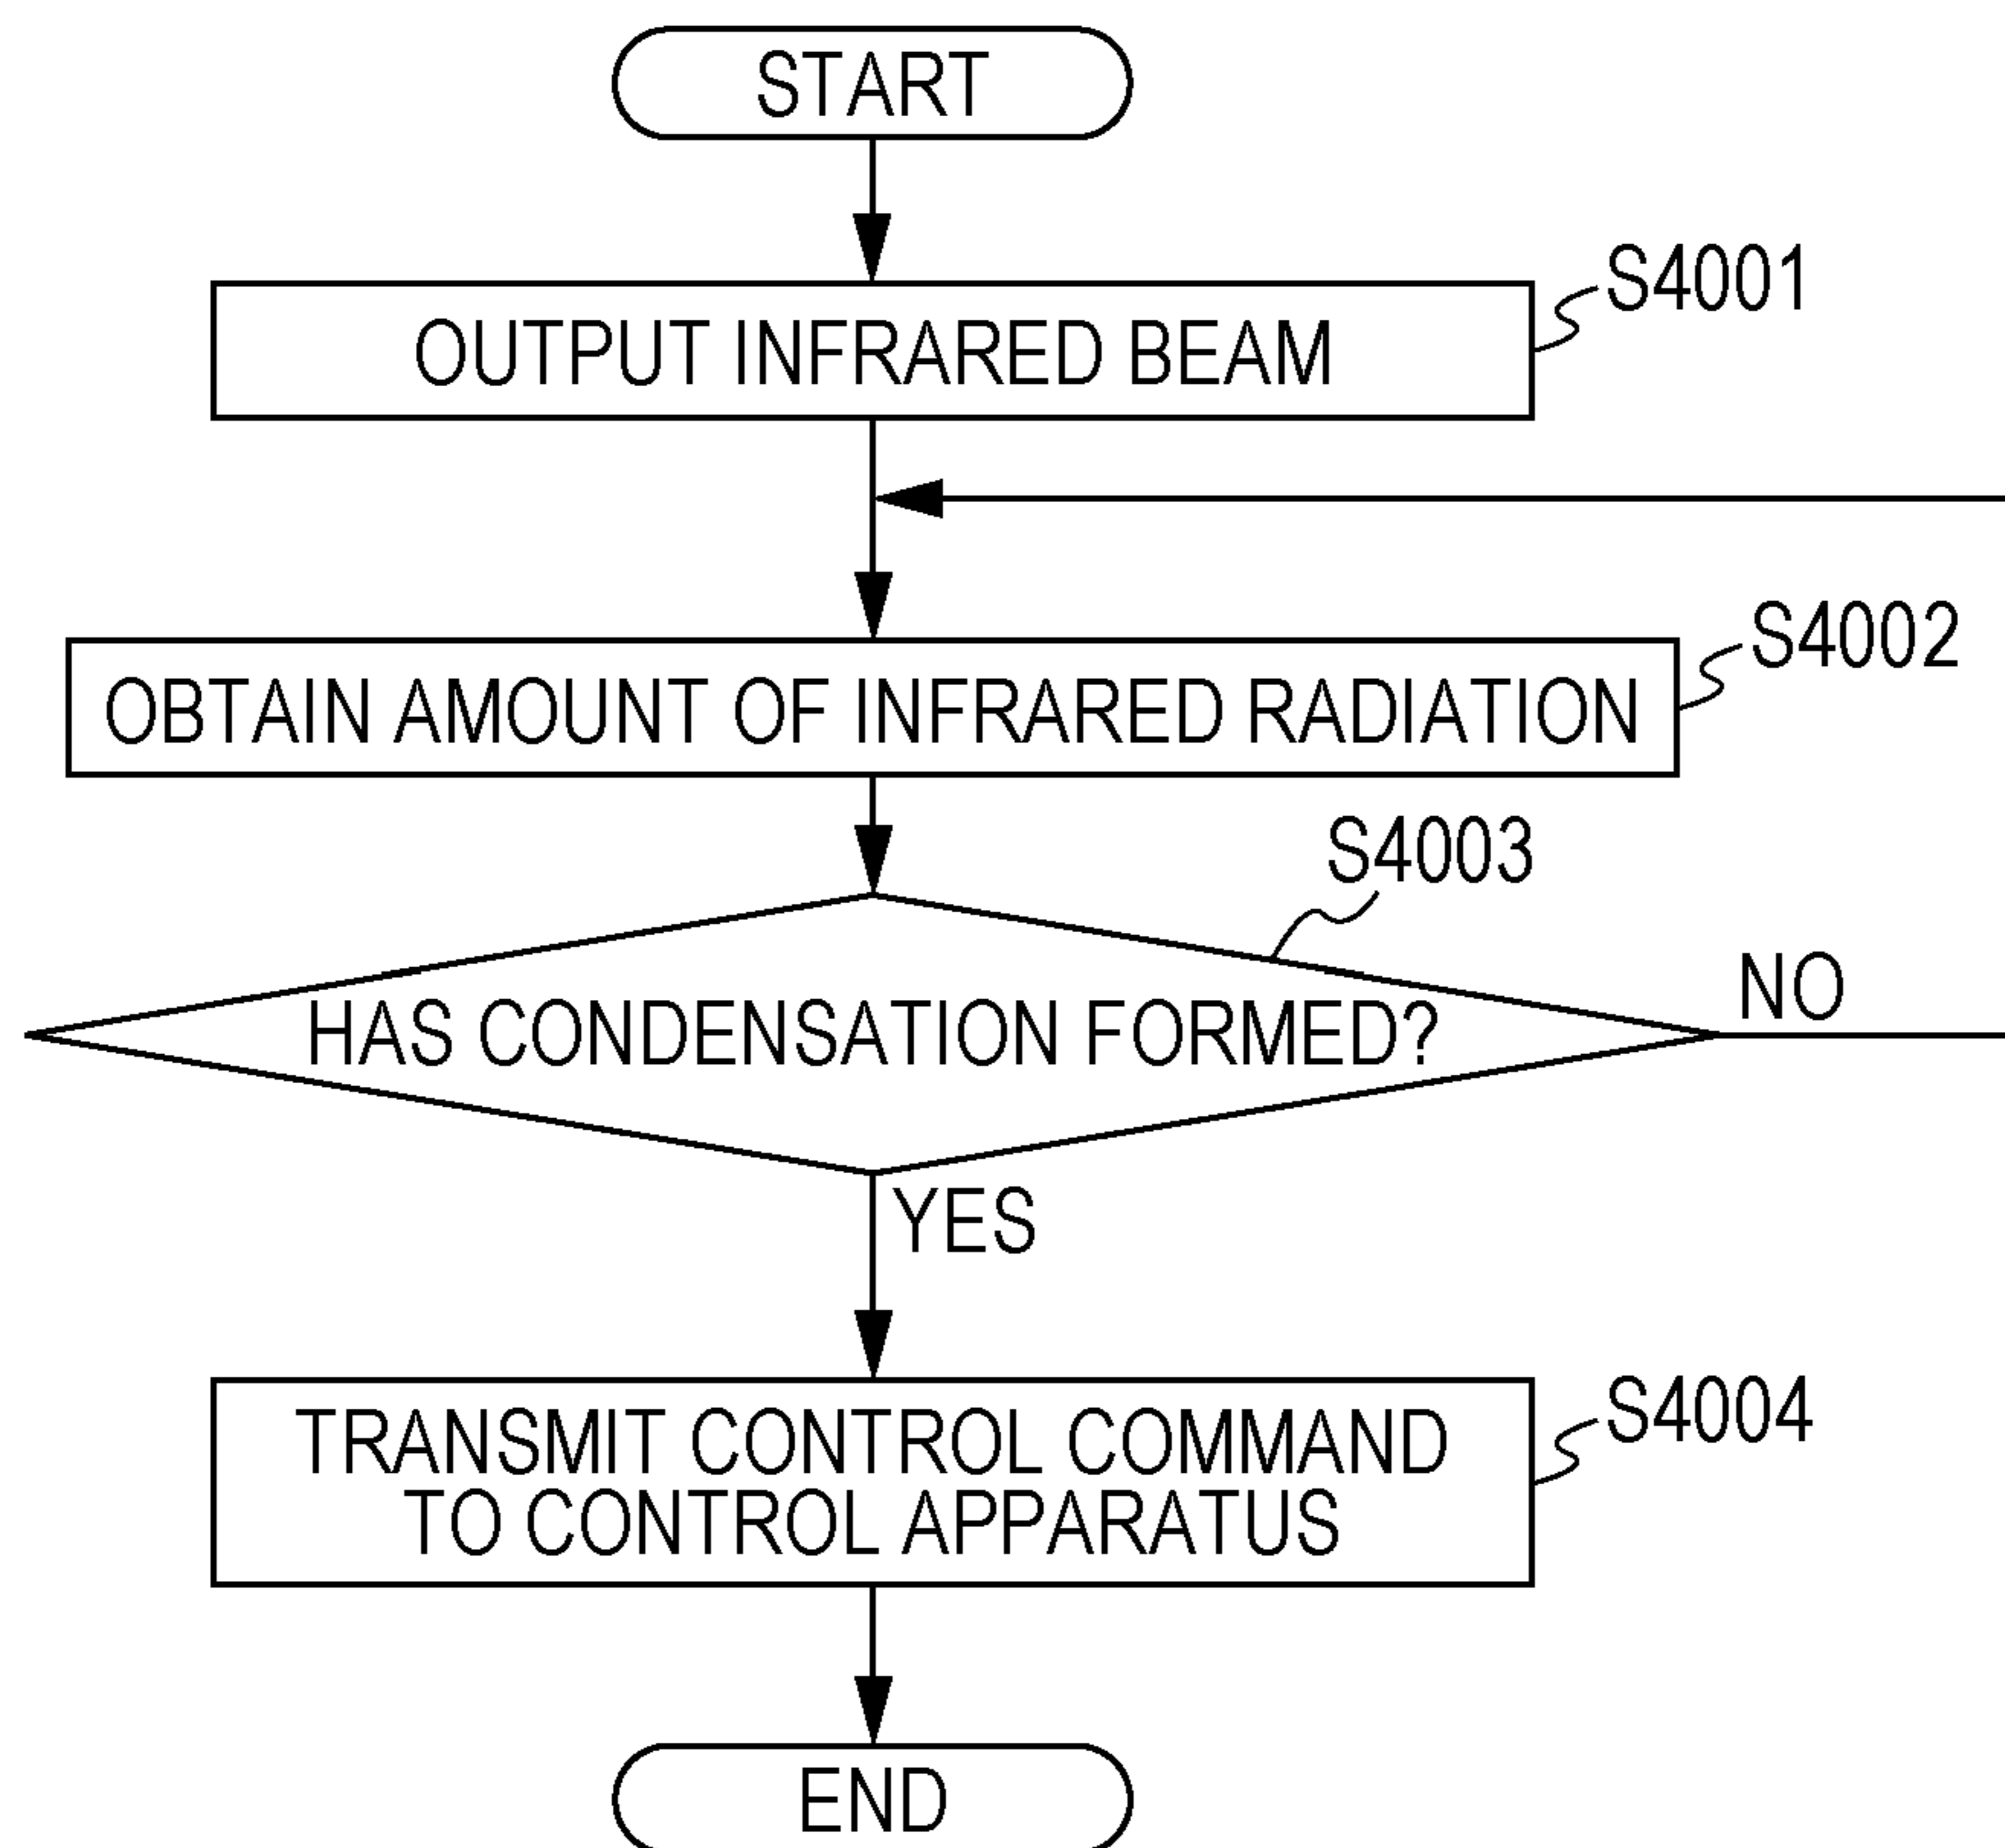 START
S4001
OUTPUT INFRARED BEAM
S4002
OBTAIN AMOUNT OF INFRARED RADIATION
S4003
HAS CONDENSATION FORMED?
NO
YES
S4004
TRANSMIT CONTROL COMMAND
TO CONTROL APPARATUS
END